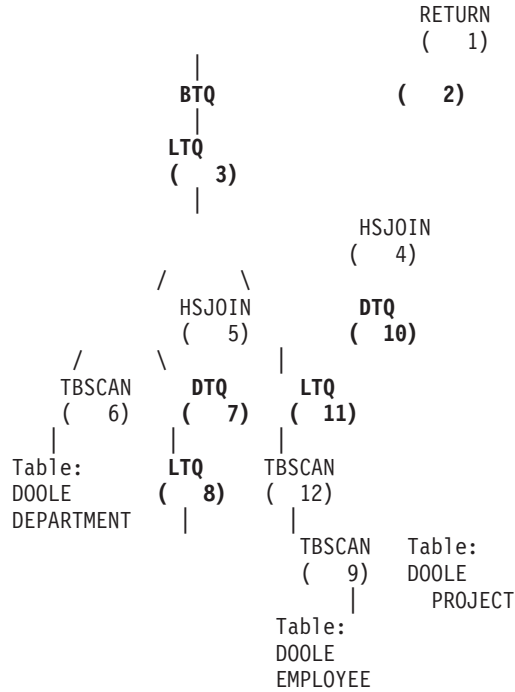 RETURN
( 1)
|
BTQ ( 2)
|
LTQ
( 3)
|
HSJOIN
( 4)
/ \
HSJOIN DTQ
( 5) ( 10)
/ \ |
TBSCAN DTQ LTQ
( 6) ( 7) ( 11)
| | |
Table: LTQ TBSCAN
DOOLE ( 8) ( 12)
DEPARTMENT | |
TBSCAN Table:
( 9) DOOLE
| PROJECT
Table:
DOOLE
EMPLOYEE